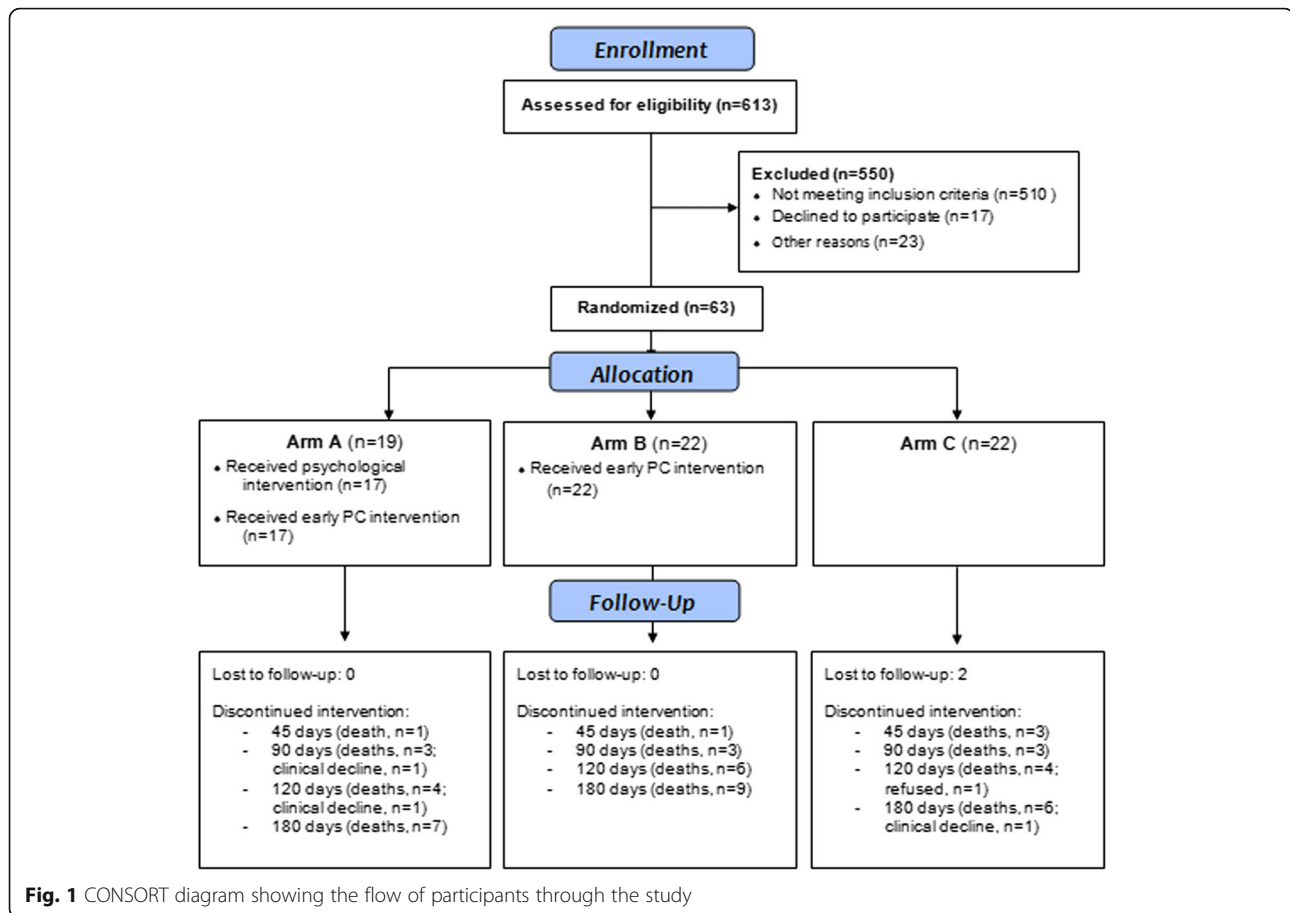 Enrollment
Assessed for eligibility (n=613)
Excluded (n=550)
• Not meeting inclusion criteria (n=510 )
• Declined to participate (n=17)
• Other reasons (n=23)
Randomized (n=63)
Allocation
Arm A (n=19)
• Received psychological
intervention (n=17)
• Received early PC intervention
(n=17)
Arm B (n=22)
• Received early PC intervention
(n=22)
Arm C (n=22)
Follow-Up
Lost to follow-up: 0
Discontinued intervention:
- 45 days (death, n=1)
- 90 days (deaths, n=3;
clinical decline, n=1)
- 120 days (deaths, n=4;
clinical decline, n=1)
- 180 days (deaths, n=7)
Lost to follow-up: 0
Discontinued intervention:
- 45 days (death, n=1)
- 90 days (deaths, n=3)
- 120 days (deaths, n=6)
- 180 days (deaths, n=9)
Lost to follow-up: 2
Discontinued intervention:
- 45 days (deaths, n=3)
- 90 days (deaths, n=3)
- 120 days (deaths, n=4;
refused, n=1)
- 180 days (deaths, n=6;
clinical decline, n=1)
Fig. 1 CONSORT diagram showing the flow of participants through the study